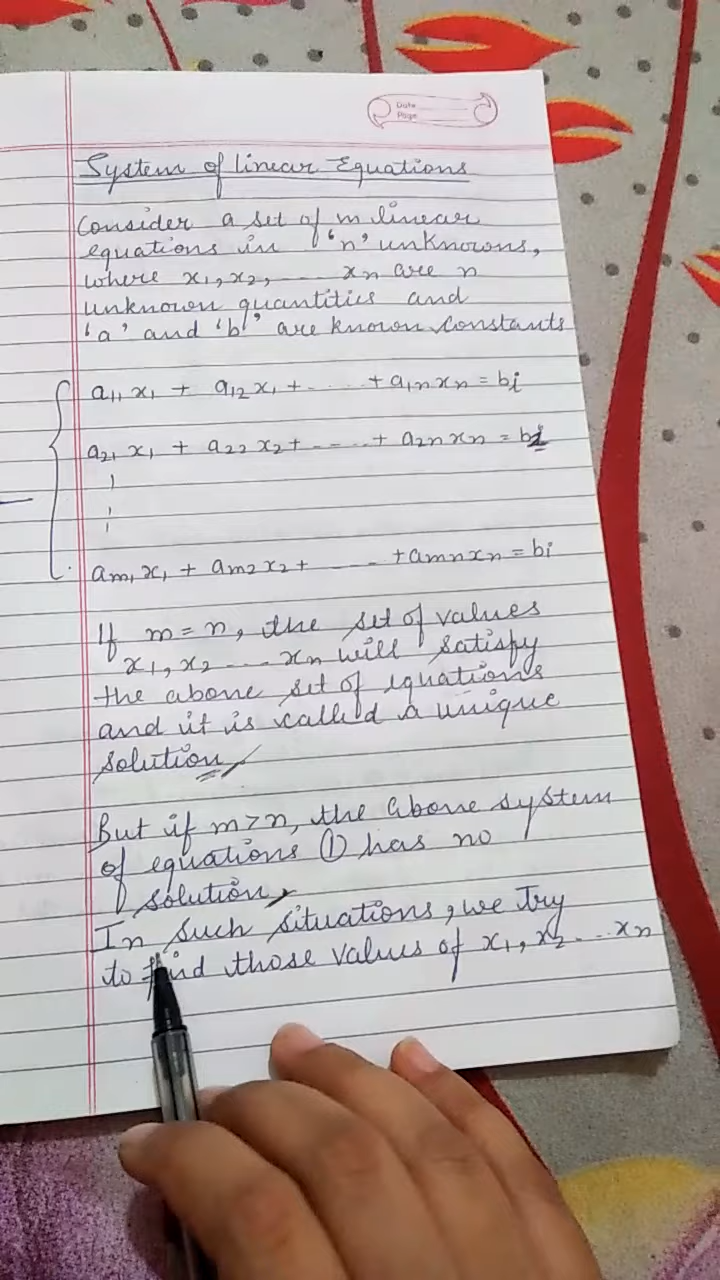 Date
Page
System of linear Equations
Consider a set of m linear
equations in 'n' unknowns,
where x₁, x₂, ..... xn are n
unknown quantities and
'a' and 'b' are known constants
a₁₁ x₁ + a₁₂ x₁ + ..... + a₁n xn = bi
a₂₁ x₁ + a₂₂ x₂ + ..... + a₂n xn = b2
am₁ x₁ + am₂ x₂ + ..... + amn xn = bi
If m = n, the set of values
x₁, x₂ .... xn will satisfy
the above set of equations
and it is called a unique
solution
But if m > n, the above system
of equations ① has no
solution
In such situations, we try
to find those values of x₁, x₂ ... xn